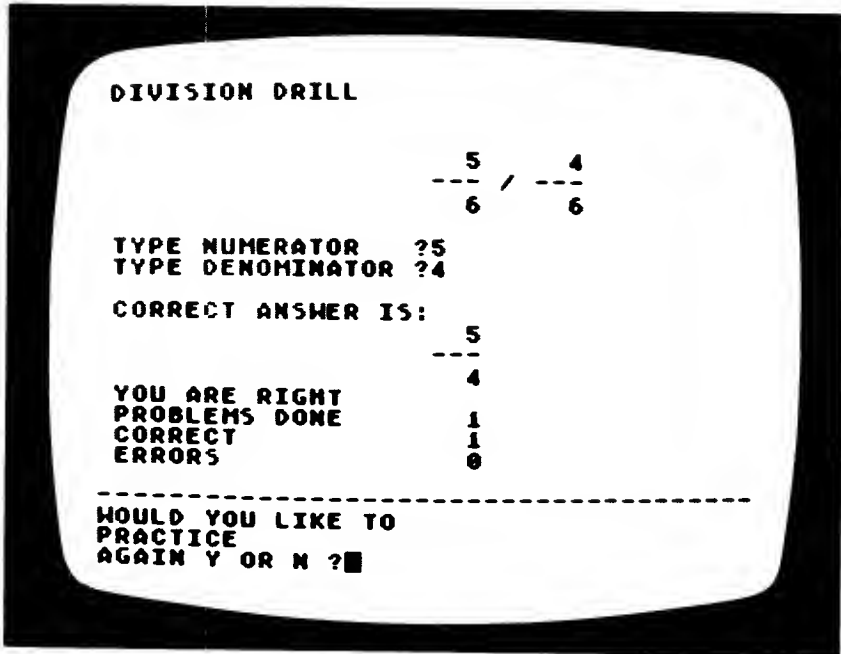 DIVISION DRILL
5 4
--- / ---
6 6
TYPE NUMERATOR ?5
TYPE DENOMINATOR ?4
CORRECT ANSWER IS:
5
---
4
YOU ARE RIGHT
PROBLEMS DONE 1
CORRECT 1
ERRORS 0
---------------------------------------
WOULD YOU LIKE TO
PRACTICE
AGAIN Y OR N ?